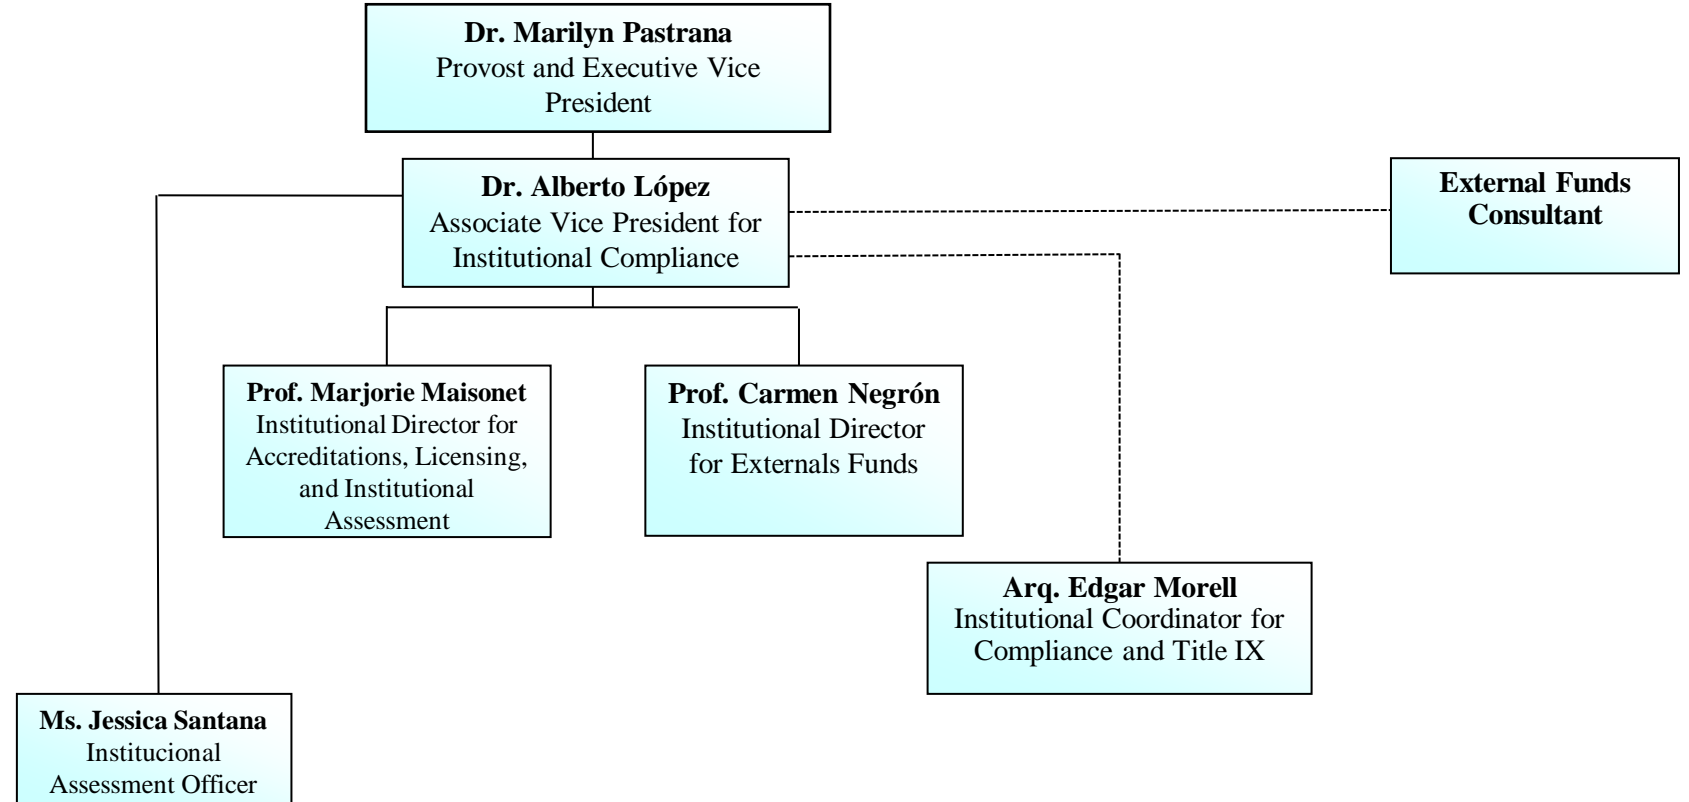 Dr. Marilyn Pastrana
Provost and Executive Vice
President
Dr. Alberto López
Associate Vice President for
Institutional Compliance
External Funds
Consultant
Prof. Marjorie Maisonet
Institutional Director for
Accreditations, Licensing,
and Institutional
Assessment
Prof. Carmen Negrón
Institutional Director
for Externals Funds
Arq. Edgar Morell
Institutional Coordinator for
Compliance and Title IX
Ms. Jessica Santana
Institucional
Assessment Officer